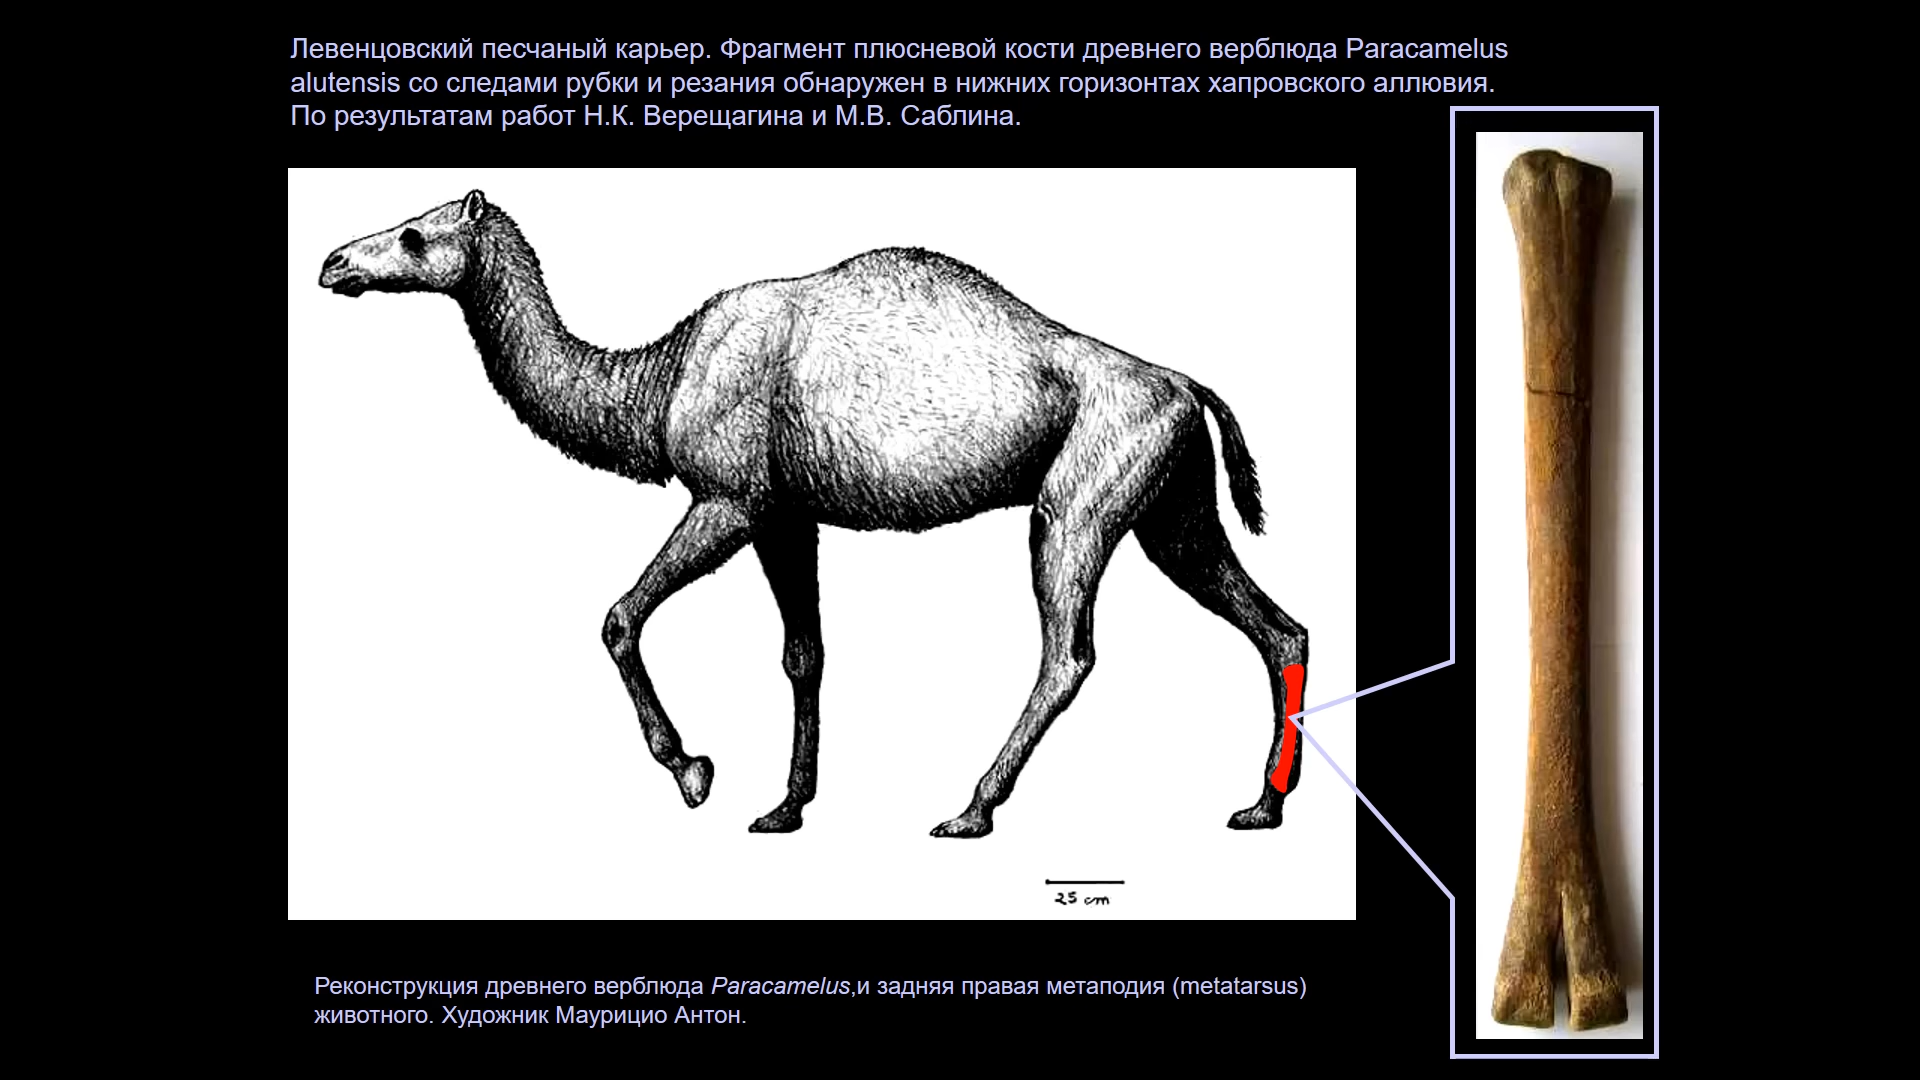 Левенцовский песчаный карьер. Фрагмент плюсневой кости древнего верблюда Paracamelus
alutensis со следами рубки и резания обнаружен в нижних горизонтах хапровского аллювия.
По результатам работ Н.К. Верещагина и М.В. Саблина.
25 cm
Реконструкция древнего верблюда Paracamelus,и задняя правая метаподия (metatarsus)
животного. Художник Маурицио Антон.